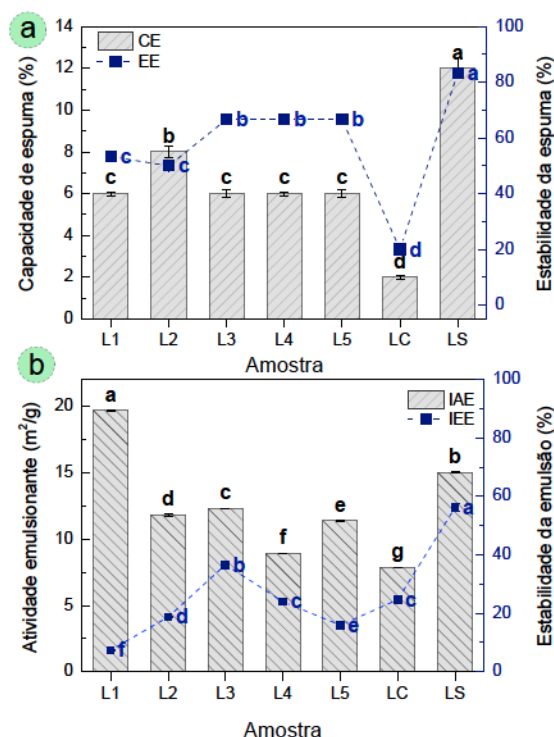 a
CE
EE
Capacidade de espuma (%)
Estabilidade da espuma (%)
14
12
10
8
6
4
2
0
100
80
60
40
20
0
c
b
c
c
c
d
a
c
c
b
b
b
d
a
L1 L2 L3 L4 L5 LC LS
Amostra
b
IAE
IEE
Atividade emulsionante (m²/g)
Estabilidade da emulsão (%)
20
15
10
5
0
100
80
60
40
20
0
a
d
c
f
e
g
b
f
d
b
c
e
c
a
L1 L2 L3 L4 L5 LC LS
Amostra